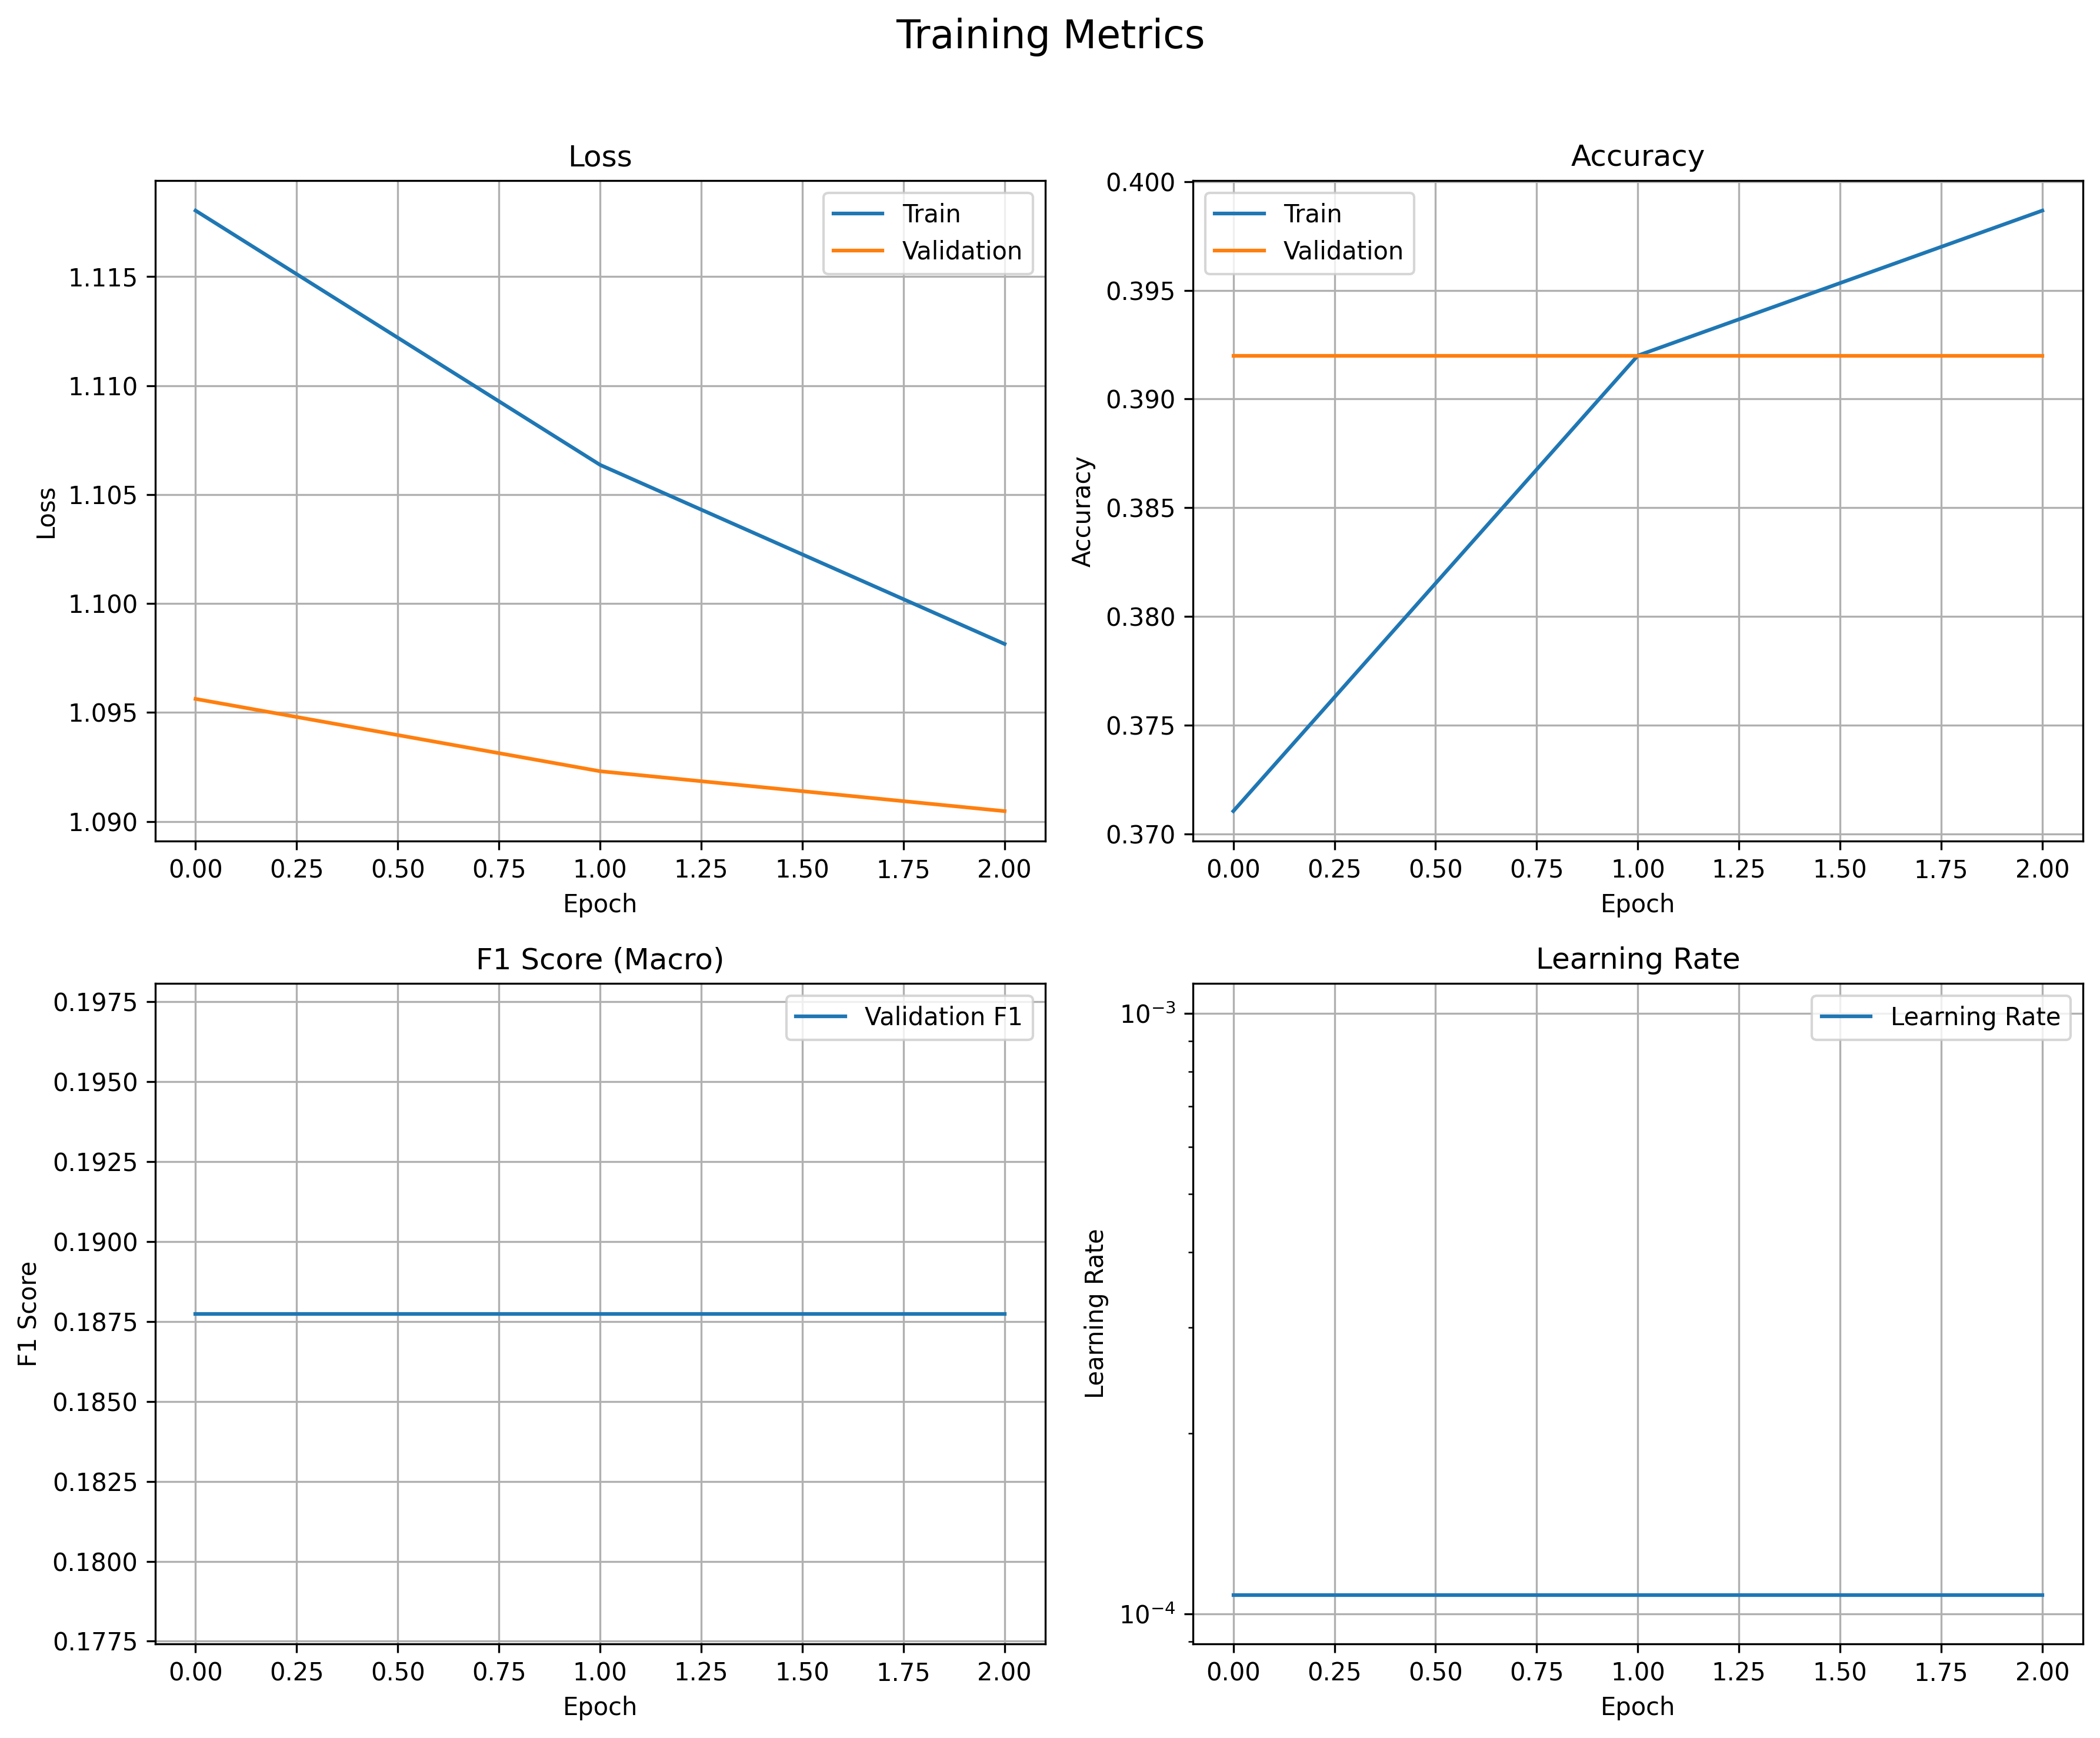 Training Metrics
Loss
Train
Validation
1.115
1.110
1.105
1.100
1.095
1.090
Loss
0.00 0.25 0.50 0.75 1.00 1.25 1.50 1.75 2.00
Epoch
Accuracy
Train
Validation
0.400
0.395
0.390
0.385
0.380
0.375
0.370
Accuracy
0.00 0.25 0.50 0.75 1.00 1.25 1.50 1.75 2.00
Epoch
F1 Score (Macro)
Validation F1
0.1975
0.1950
0.1925
0.1900
0.1875
0.1850
0.1825
0.1800
0.1775
F1 Score
0.00 0.25 0.50 0.75 1.00 1.25 1.50 1.75 2.00
Epoch
Learning Rate
Learning Rate
10⁻³
10⁻⁴
Learning Rate
0.00 0.25 0.50 0.75 1.00 1.25 1.50 1.75 2.00
Epoch